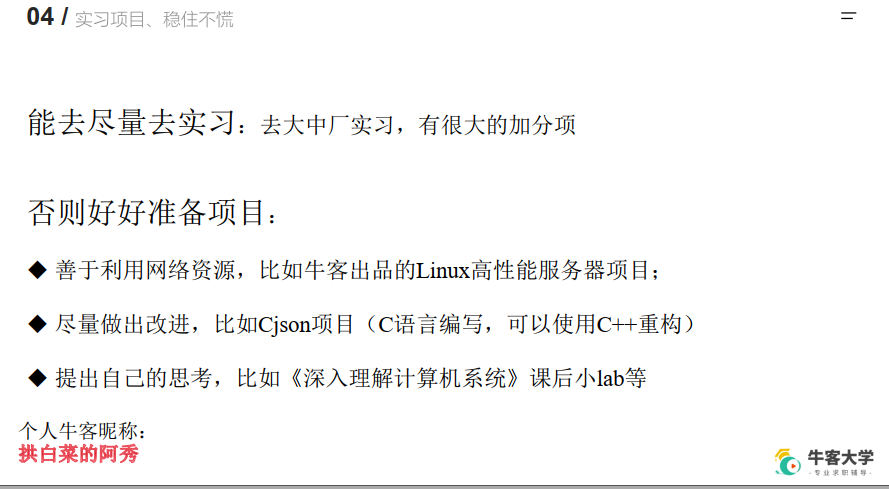 04 / 实习项目、稳住不慌
能去尽量去实习：去大中厂实习，有很大的加分项
否则好好准备项目：
◆ 善于利用网络资源，比如牛客出品的Linux高性能服务器项目；
◆ 尽量做出改进，比如Cjson项目（C语言编写，可以使用C++重构）
◆ 提出自己的思考，比如《深入理解计算机系统》课后小lab等
个人牛客昵称：
拱白菜的阿秀
牛客大学
·专业求职辅导·